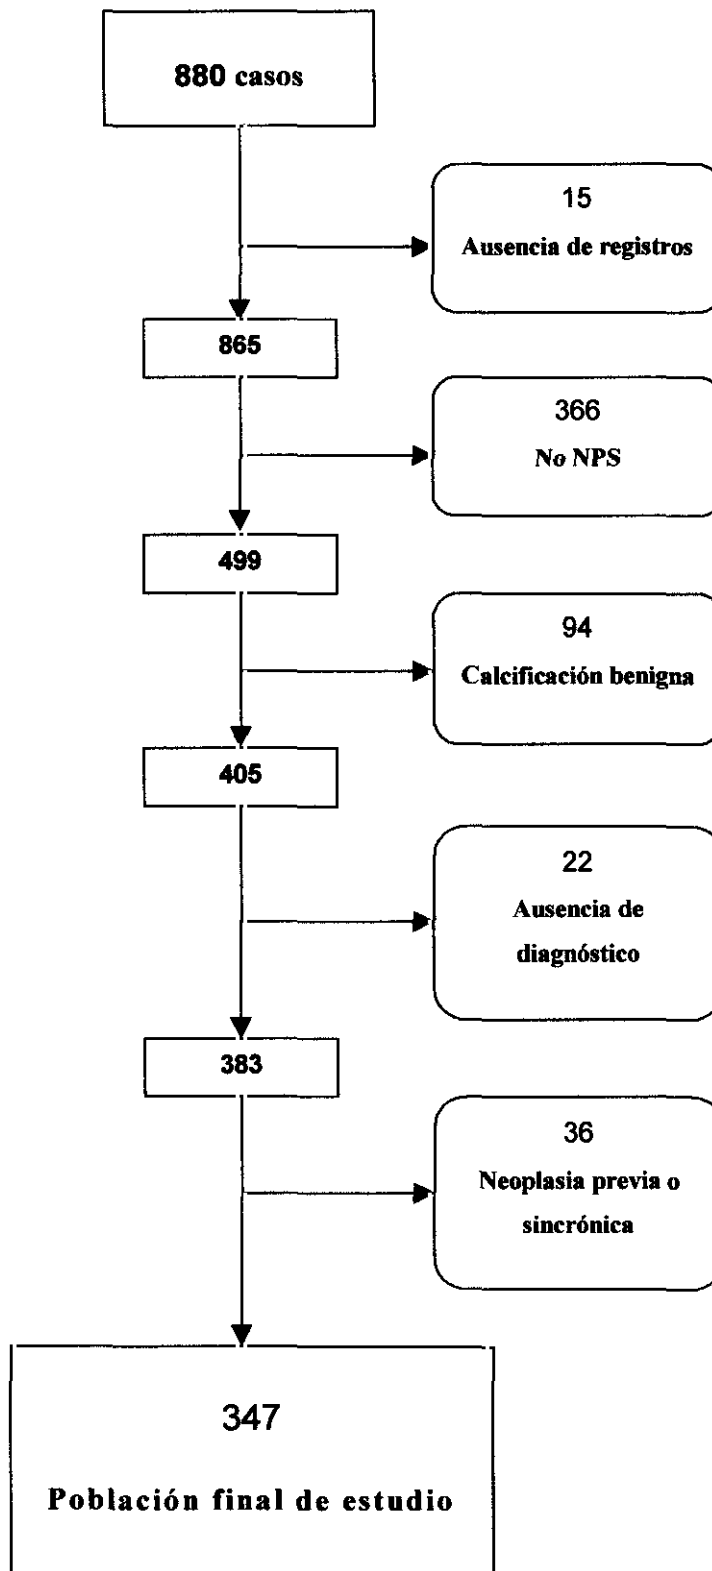 880 casos
15
Ausencia de registros
865
366
No NPS
499
94
Calcificación benigna
405
22
Ausencia de
diagnóstico
383
36
Neoplasia previa o
sincrónica
347
Población final de estudio